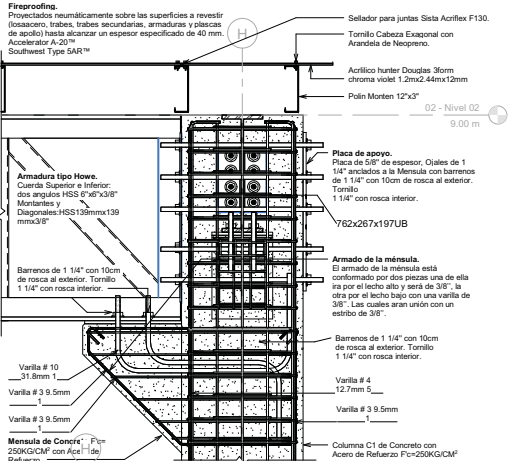 Fireproofing.
Proyectados neumáticamente sobre las superficies a revestir
(losaacero, trabes, trabes secundarias, armaduras y plascas
de apollo) hasta alcanzar un espesor especificado de 40 mm.
Accelerator A-20™
Southwest Type 5AR™
H
Sellador para juntas Sista Acriflex F130.
Tornillo Cabeza Exagonal con
Arandela de Neopreno.
Acrilico hunter Douglas 3form
chroma violet 1.2mx2.44mx12mm
Polin Monten 12"x3"
02 - Nivel 02
9.00 m
Placa de apoyo.
Placa de 5/8" de espesor, Ojales de 1
1/4" anclados a la Mensula con barrenos
de 1 1/4" con 10cm de rosca al exterior.
Tornillo
1 1/4" con rosca interior.
762x267x197UB
Armadura tipo Howe.
Cuerda Superior e Inferior:
dos angulos HSS 6"x6"x3/8"
Montantes y
Diagonales:HSS139mmx139
mmx3/8"
Armado de la ménsula.
El armado de la ménsula está
conformado por dos piezas una de ella
ira por el lecho alto y será de 3/8", la
otra por el lecho bajo con una varilla de
3/8". Las cuales aran unión con un
estribo de 3/8".
Barrenos de 1 1/4" con 10cm
de rosca al exterior. Tornillo
1 1/4" con rosca interior.
Barrenos de 1 1/4" con 10cm
de rosca al exterior. Tornillo
1 1/4" con rosca interior.
Varilla # 10
31.8mm 1
Varilla # 3 9.5mm
1
Varilla # 3 9.5mm
1
Varilla # 4
12.7mm 5
Varilla # 3 9.5mm
1
Mensula de Concreto F'c=
250KG/CM² con Acero de
Refuerzo
H
Columna C1 de Concreto con
Acero de Refuerzo F'c=250KG/CM²